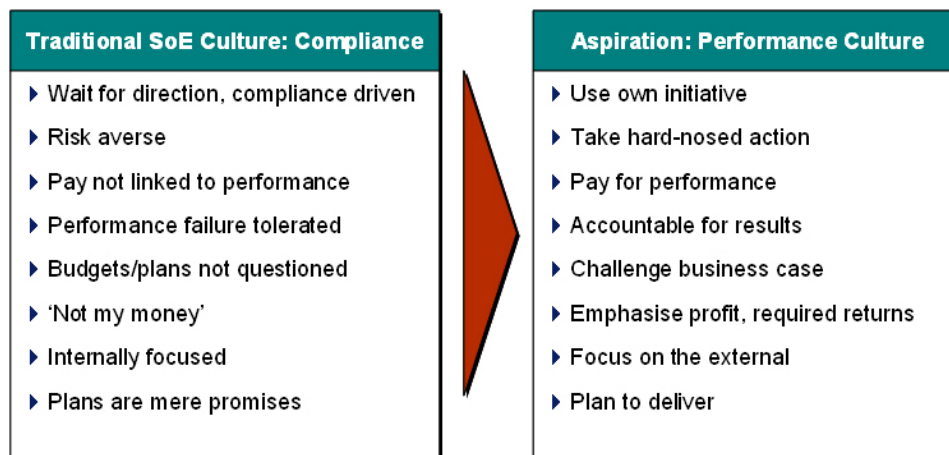 Traditional SoE Culture: Compliance
Wait for direction, compliance driven
Risk averse
Pay not linked to performance
Performance failure tolerated
Budgets/plans not questioned
‘Not my money’
Internally focused
Plans are mere promises
Aspiration: Performance Culture
Use own initiative
Take hard-nosed action
Pay for performance
Accountable for results
Challenge business case
Emphasise profit, required returns
Focus on the external
Plan to deliver